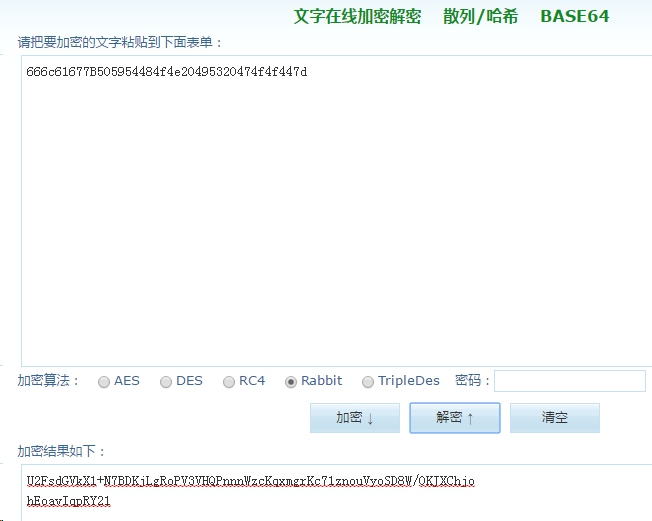 文字在线加密解密 散列/哈希 BASE64
请把要加密的文字粘贴到下面表单：
666c61677B505954484f4e20495320474f4f447d
加密算法： AES DES RC4 Rabbit TripleDes 密码：
加密↓ 解密↑ 清空
加密结果如下：
U2FsdGVkX1+N7BDKjLgRoPV3VHQPnnnWzcKqxmgrKc71znouVyoSD8W/OKJXChjo
hEoavIqpRY21